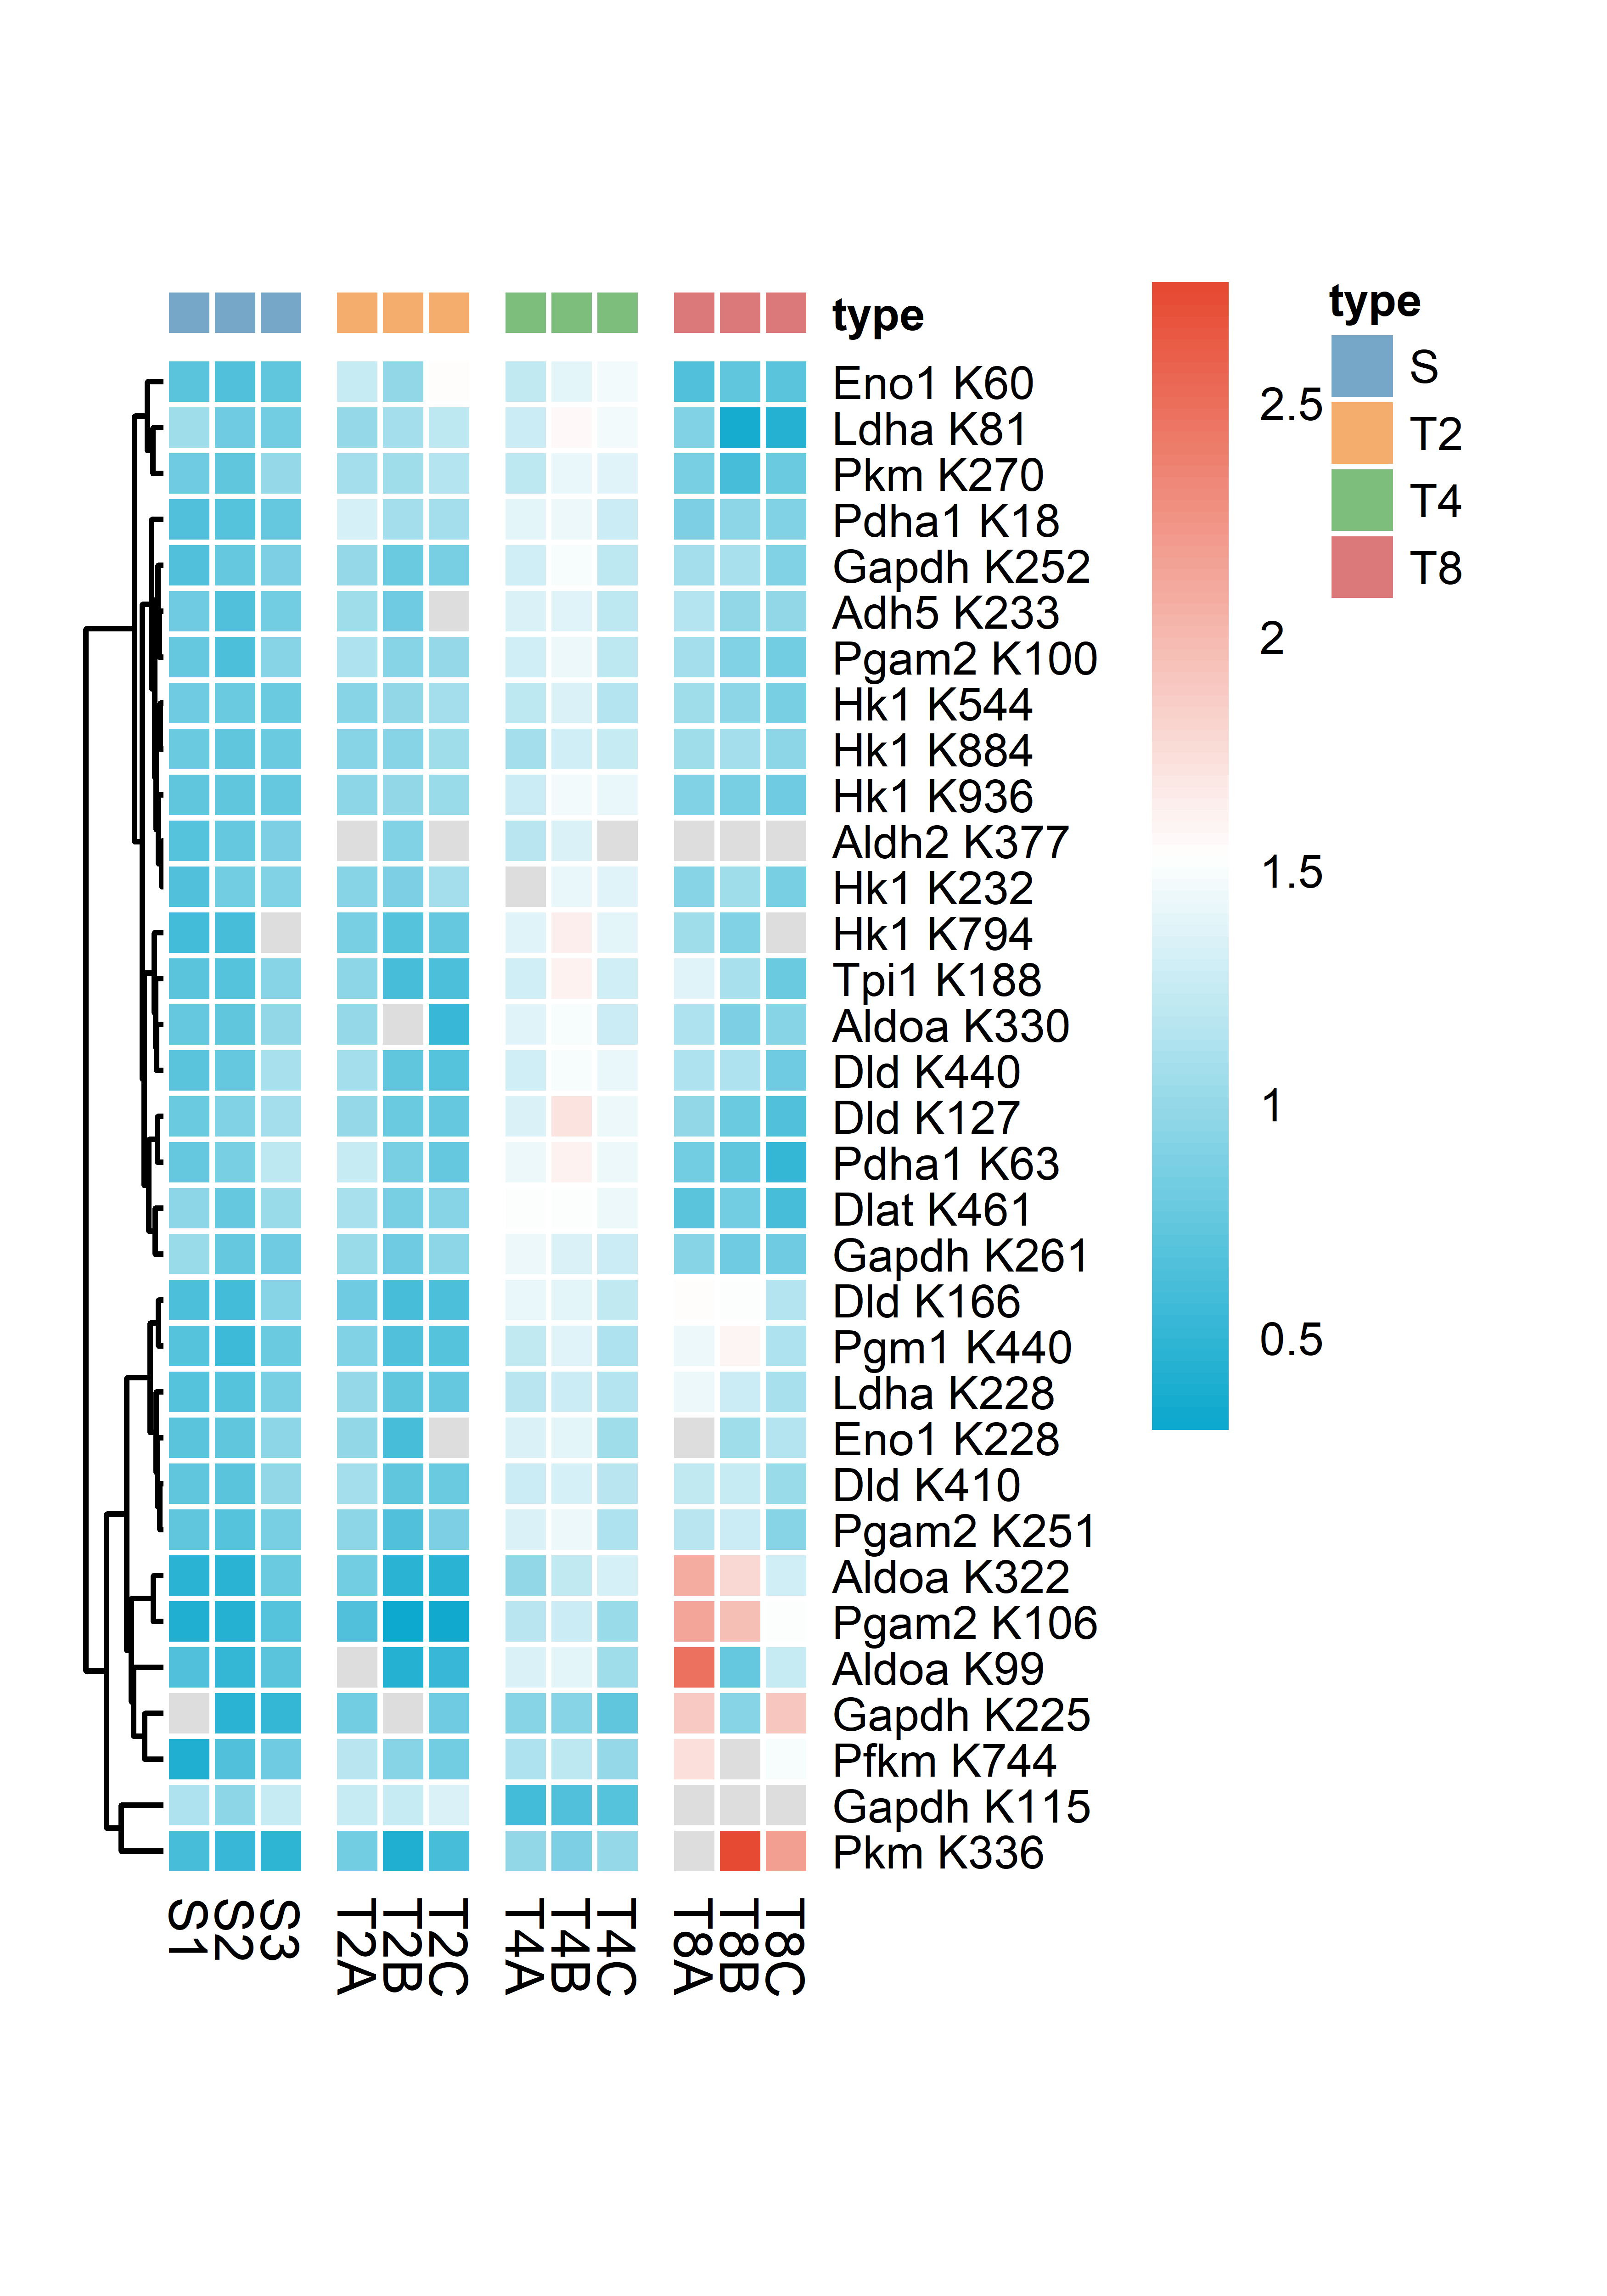 type
Eno1 K60
Ldha K81
Pkm K270
Pdha1 K18
Gapdh K252
Adh5 K233
Pgam2 K100
Hk1 K544
Hk1 K884
Hk1 K936
Aldh2 K377
Hk1 K232
Hk1 K794
Tpi1 K188
Aldoa K330
Dld K440
Dld K127
Pdha1 K63
Dlat K461
Gapdh K261
Dld K166
Pgm1 K440
Ldha K228
Eno1 K228
Dld K410
Pgam2 K251
Aldoa K322
Pgam2 K106
Aldoa K99
Gapdh K225
Pfkm K744
Gapdh K115
Pkm K336
S1
S2
S3
T2A
T2B
T2C
T4A
T4B
T4C
T8A
T8B
T8C
2.5
2
1.5
1
0.5
type
S
T2
T4
T8